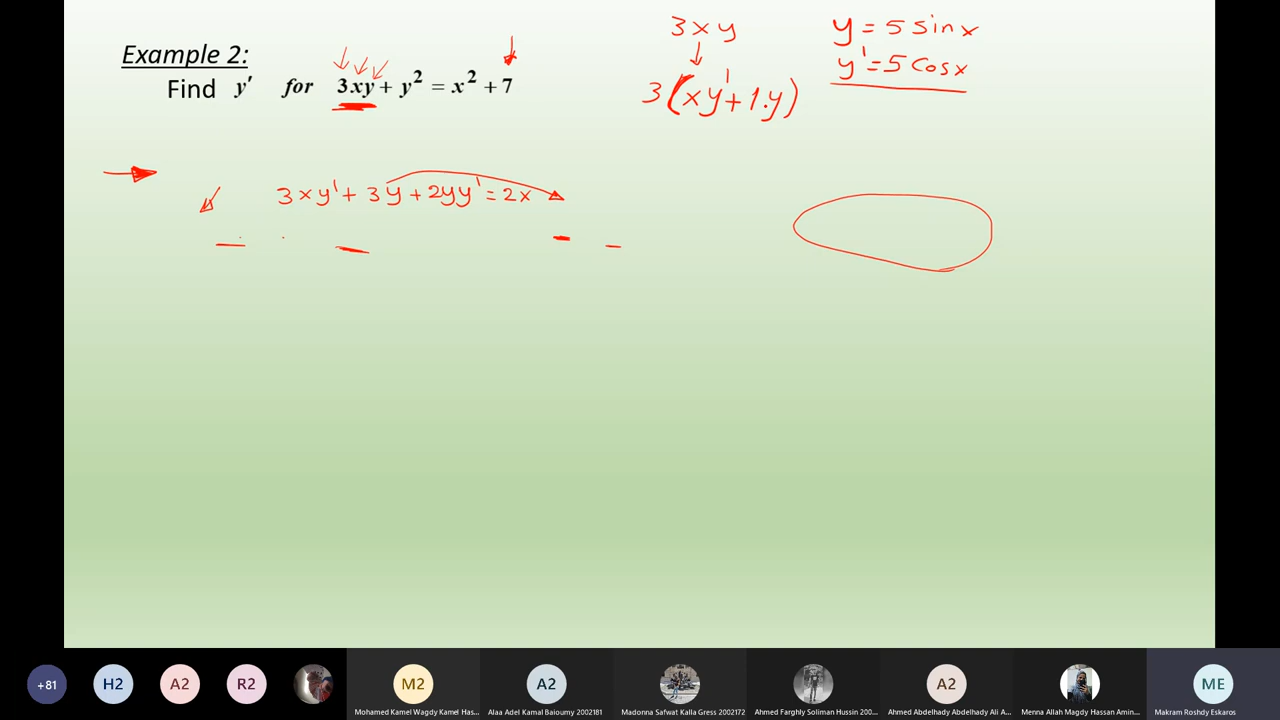 Example 2:
Find y′ for 3xy + y² = x² + 7
3xy
3(xy' + 1.y)
y = 5 sinx
y' = 5 cosx
3xy' + 3y + 2yy' = 2x
+81
H2
A2
R2
M2
A2
A2
ME
Mohamed Kamel Wagdy Kamel Has...
Alaa Adel Kamal Baioumy 2002181
Madonna Safwat Kalla Gress 2002172
Ahmed Farghly Soliman Hussin 200...
Ahmed Abdelhady Abdelhady Ali A...
Menna Allah Magdy Hassan Amin...
Makram Roshdy Eskaros